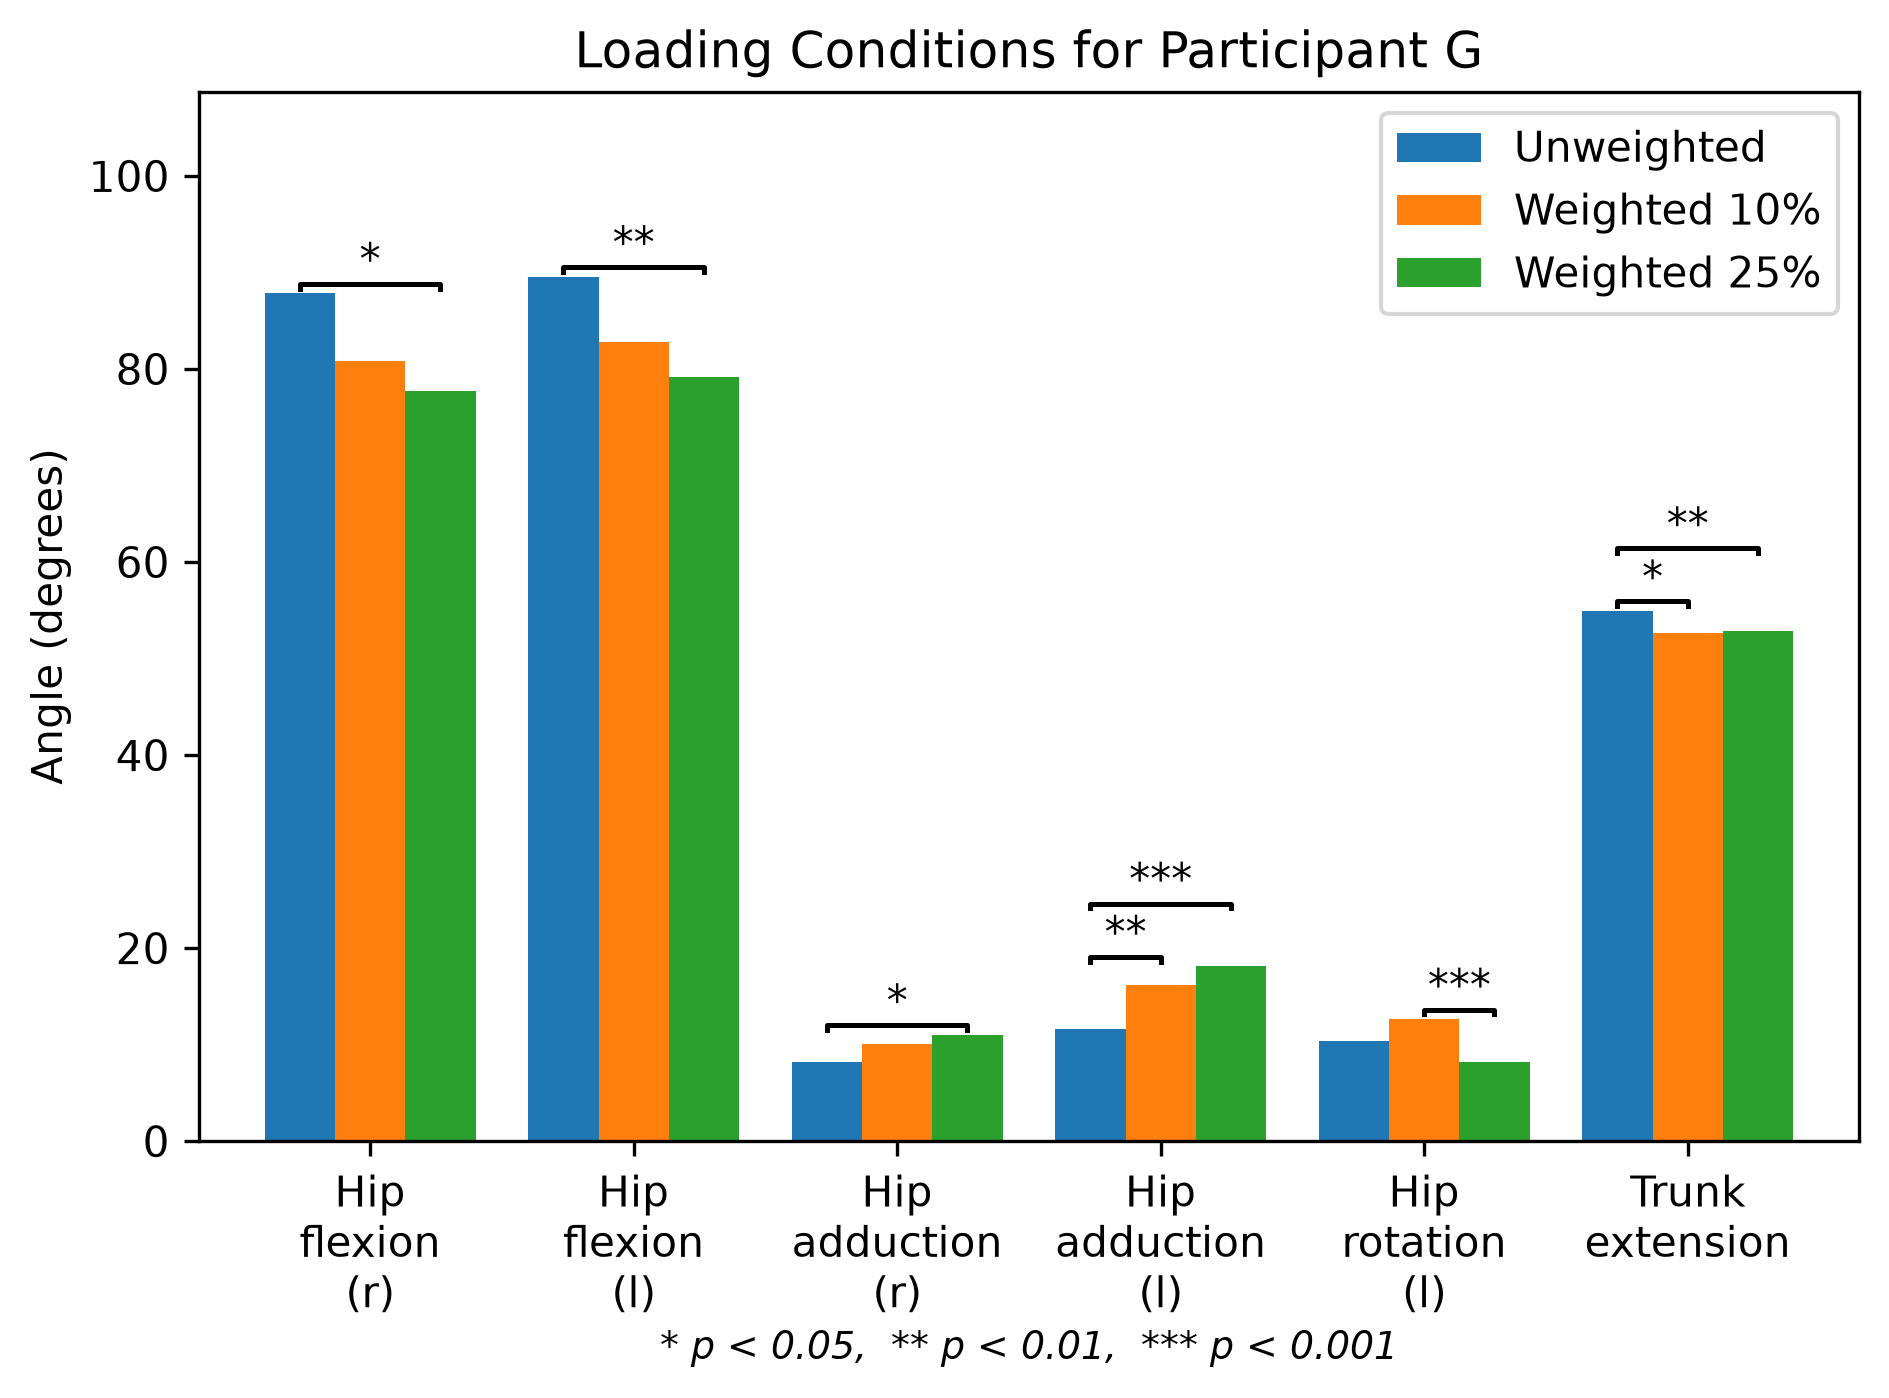 Loading Conditions for Participant G
Unweighted
Weighted 10%
Weighted 25%
Angle (degrees)
100
80
60
40
20
0
*
**
*
***
**
***
**
*
Hip flexion (r)
Hip flexion (l)
Hip adduction (r)
Hip adduction (l)
Hip rotation (l)
Trunk extension
* p < 0.05, ** p < 0.01, *** p < 0.001